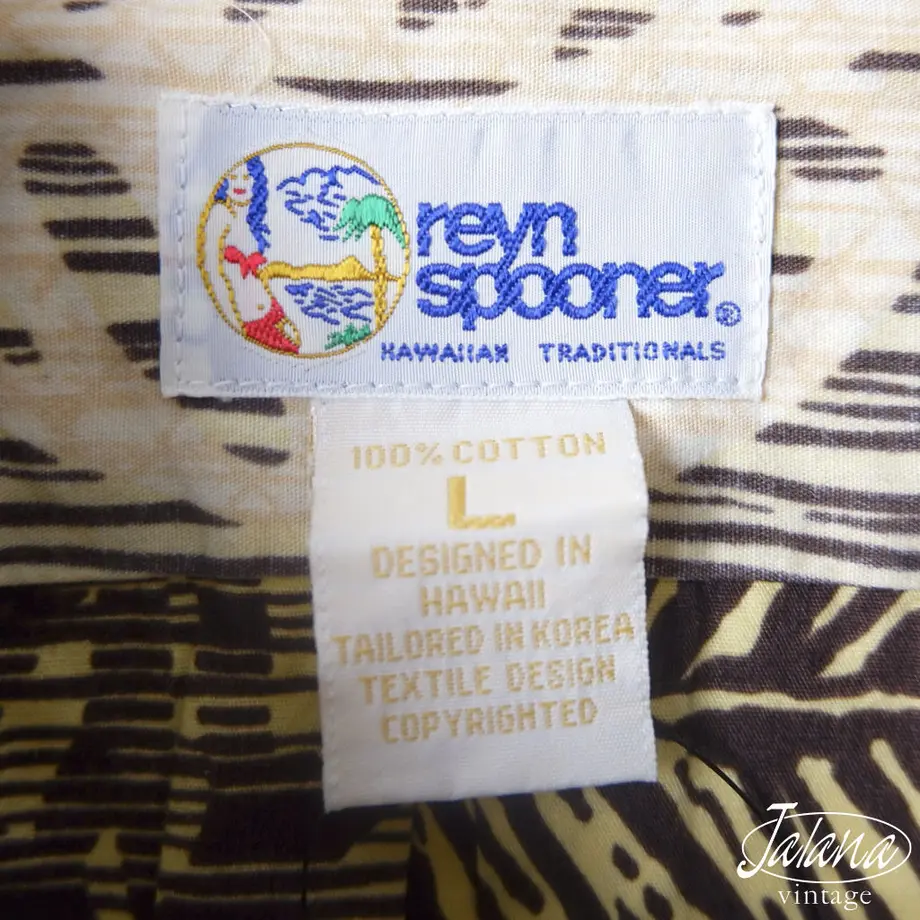 reyn
spooner®
HAWAIIAN TRADITIONALS
100% COTTON
L
DESIGNED IN
HAWAII
TAILORED IN KOREA
TEXTILE DESIGN
COPYRIGHTED
Jalana
vintage